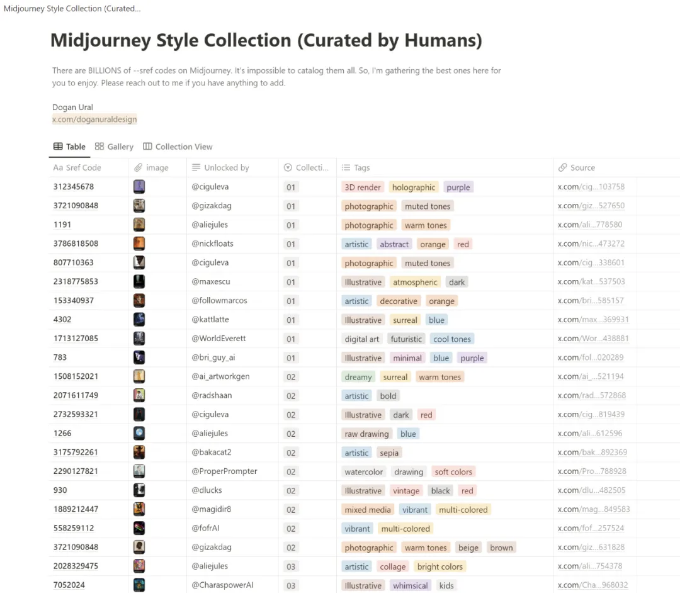 Midjourney Style Collection (Curated...
Midjourney Style Collection (Curated by Humans)
There are BILLIONS of --sref codes on Midjourney. It's impossible to catalog them all. So, I'm gathering the best ones here for
you to enjoy. Please reach out to me if you have anything to add.
Dogan Ural
x.com/doganuraldesign
Table Gallery Collection View
Aa Sref Code image Unlocked by Collecti... Tags Source
312345678 @ciguleva 01 3D render holographic purple x.com/cig...103758
3721090848 @gizakdag 01 photographic muted tones x.com/giz...527650
1191 @aliejules 01 photographic warm tones x.com/ali...778580
3786818508 @nickfloats 01 artistic abstract orange red x.com/nic...473272
807710363 @ciguleva 01 photographic muted tones x.com/cig...338601
2318775853 @maxescu 01 Illustrative atmospheric dark x.com/kat...537503
153340937 @followmarcos 01 artistic decorative orange x.com/bri...585157
4302 @kattlatte 01 Illustrative surreal blue x.com/max...369931
1713127085 @WorldEverett 01 digital art futuristic cool tones x.com/Wor...438881
783 @bri_guy_ai 01 Illustrative minimal blue purple x.com/fol...020289
1508152021 @ai_artworkgen 02 dreamy surreal warm tones x.com/ai_...521194
2071611749 @radshaan 02 artistic bold x.com/rad...572868
2732593321 @ciguleva 02 Illustrative dark red x.com/cig...819439
1266 @aliejules 02 raw drawing blue x.com/ali...612596
3175792261 @bakacat2 02 artistic sepia x.com/bak...892369
2290127821 @ProperPrompter 02 watercolor drawing soft colors x.com/Pro...788928
930 @dlucks 02 Illustrative vintage black red x.com/dlu...482505
1889212447 @magidir8 02 mixed media vibrant multi-colored x.com/mag...849583
558259112 @fofrAI 02 vibrant multi-colored x.com/fof...257524
3721090848 @gizakdag 02 photographic warm tones beige brown x.com/giz...631828
2028329475 @aliejules 03 artistic collage bright colors x.com/ali...754378
7052024 @CharaspowerAI 03 Illustrative whimsical kids x.com/Cha...968032